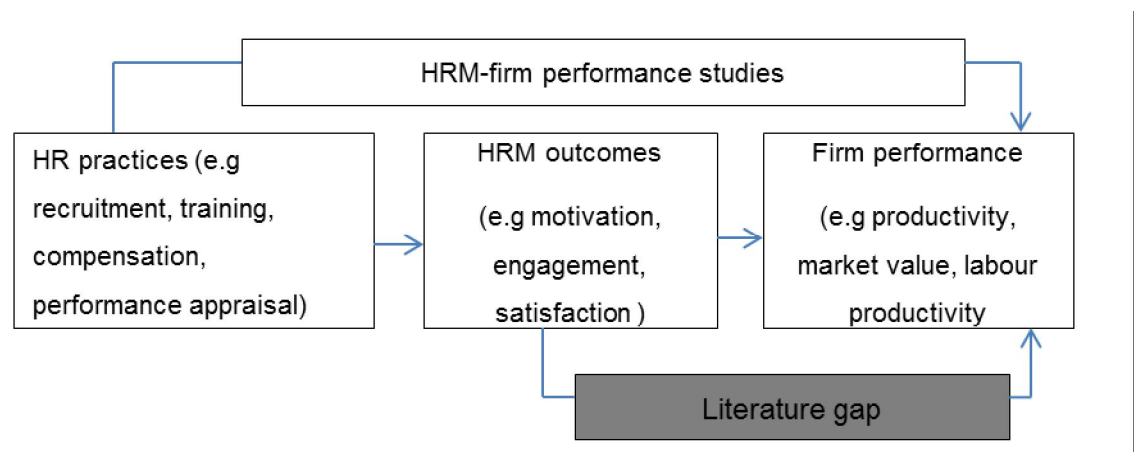 HRM-firm performance studies
HR practices (e.g
recruitment, training,
compensation,
performance appraisal)
HRM outcomes
(e.g motivation,
engagement,
satisfaction )
Firm performance
(e.g productivity,
market value, labour
productivity
Literature gap